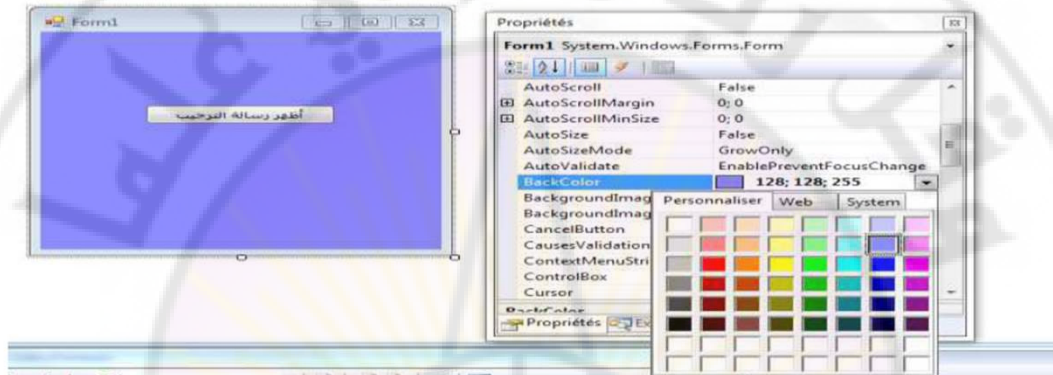 Form1
أظهر رسالة الترحيب
Propriétés
Form1 System.Windows.Forms.Form
AutoScroll False
AutoScrollMargin 0; 0
AutoScrollMinSize 0; 0
AutoSize False
AutoSizeMode GrowOnly
AutoValidate EnablePreventFocusChange
BackColor 128; 128; 255
BackgroundImag
BackgroundImag
Personnaliser Web System
CancelButton
CausesValidation
ContextMenuStri
ControlBox
Cursor
BackColor
Propriétés Ex